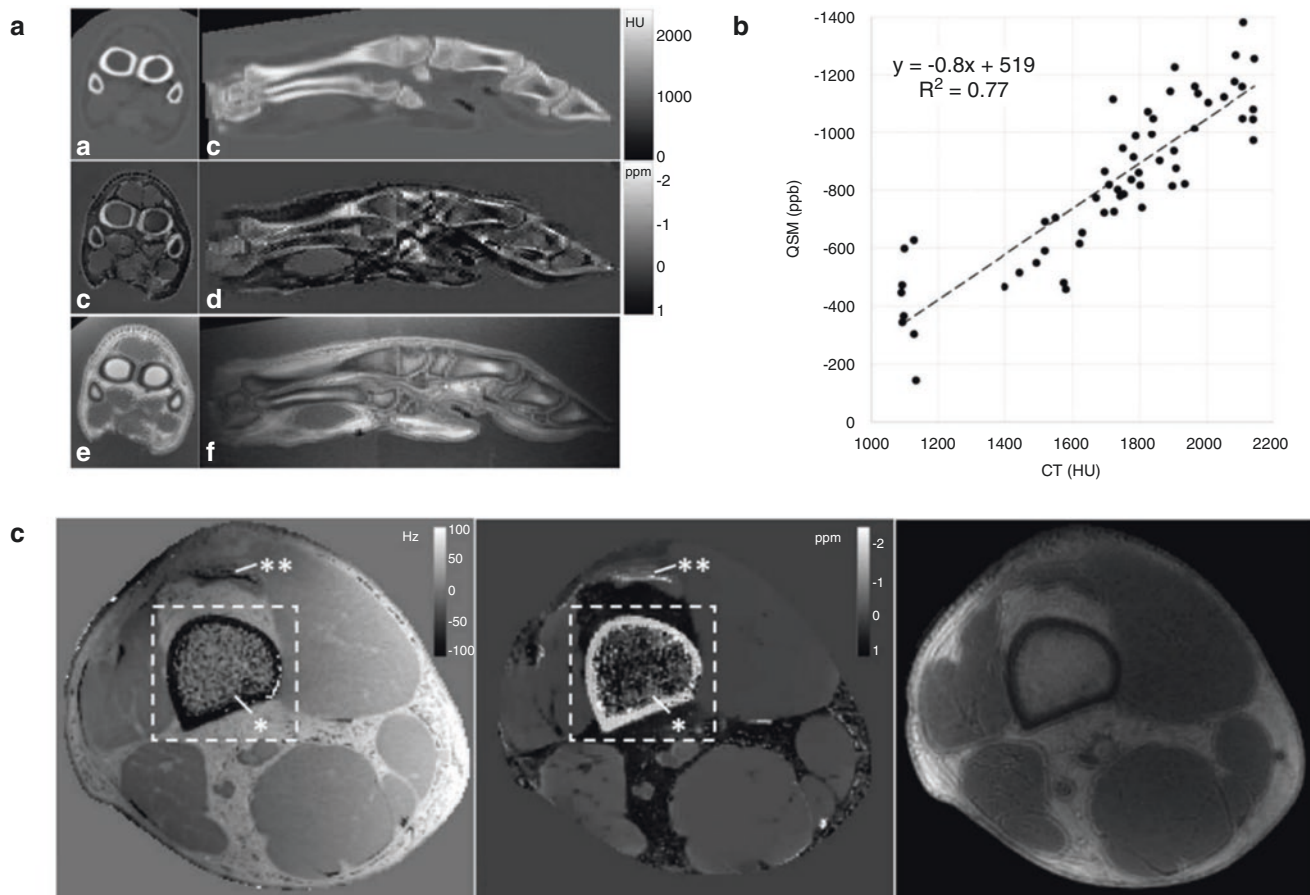 a
HU
2000
1000
0
a
c
ppm
-2
-1
0
1
c
d
e
f
b
-1400
-1200
-1000
-800
-600
-400
-200
0
QSM (ppb)
y = -0.8x + 519
R² = 0.77
1000 1200 1400 1600 1800 2000 2200
CT (HU)
c
Hz
100
50
0
-50
-100
**
*
ppm
-2
-1
0
1
**
*